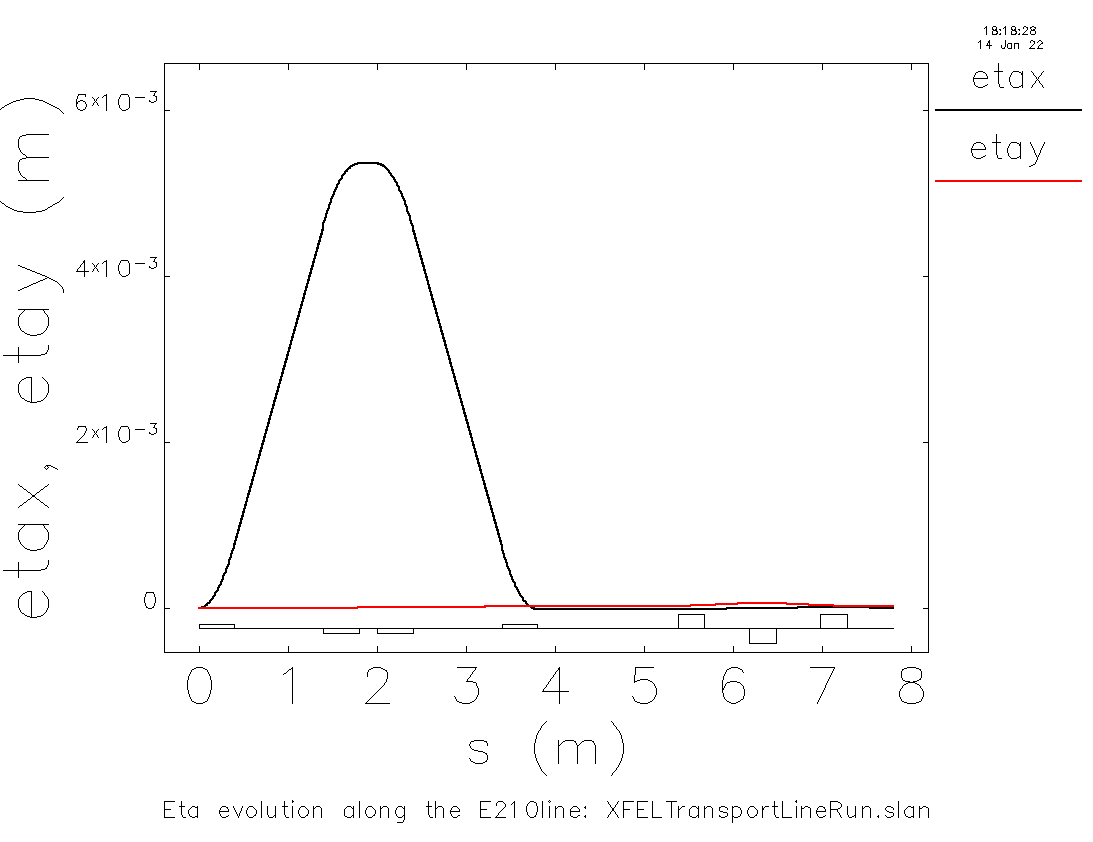 18:18:28
14 Jan 22
etax
etay
etax, etay (m)
6×10-3
4×10-3
2×10-3
0
0 1 2 3 4 5 6 7 8
s (m)
Eta evolution along the E210line: XFELTransportLineRun.slan